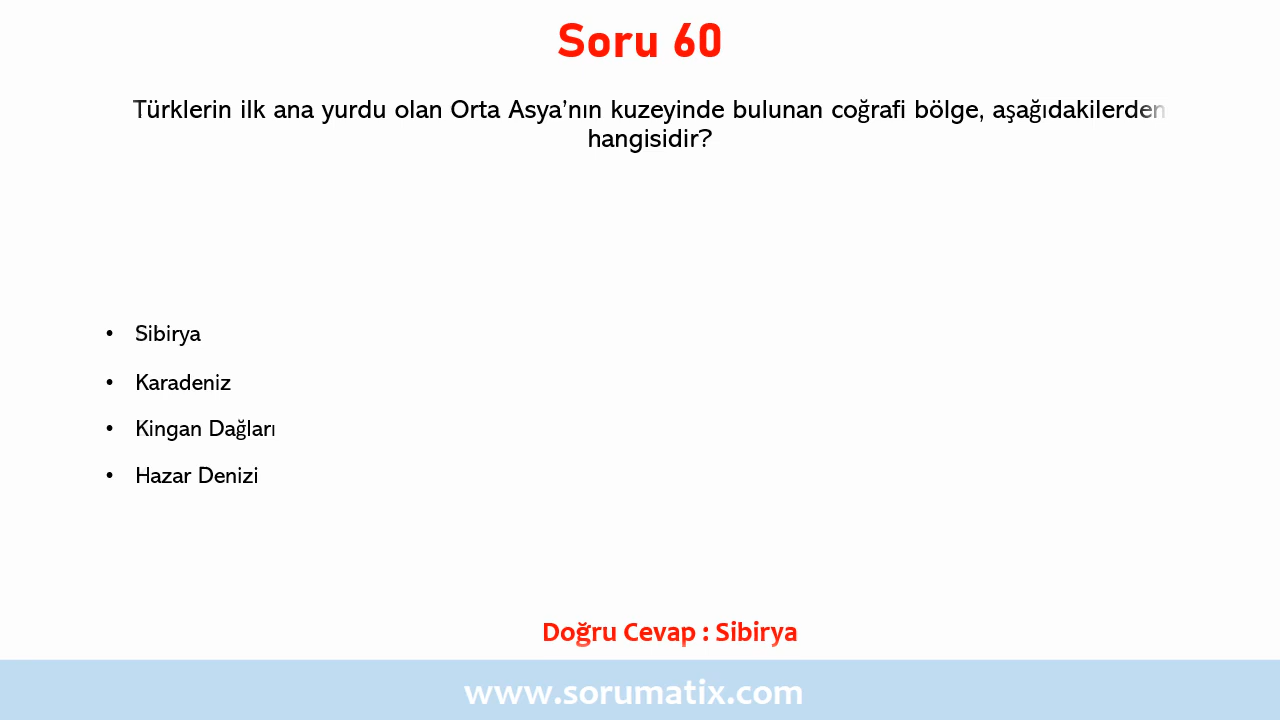 Soru 60
Türklerin ilk ana yurdu olan Orta Asya’nın kuzeyinde bulunan coğrafi bölge, aşağıdakilerden
hangisidir?
• Sibirya
• Karadeniz
• Kingan Dağları
• Hazar Denizi
Doğru Cevap : Sibirya
www.sorumatix.com